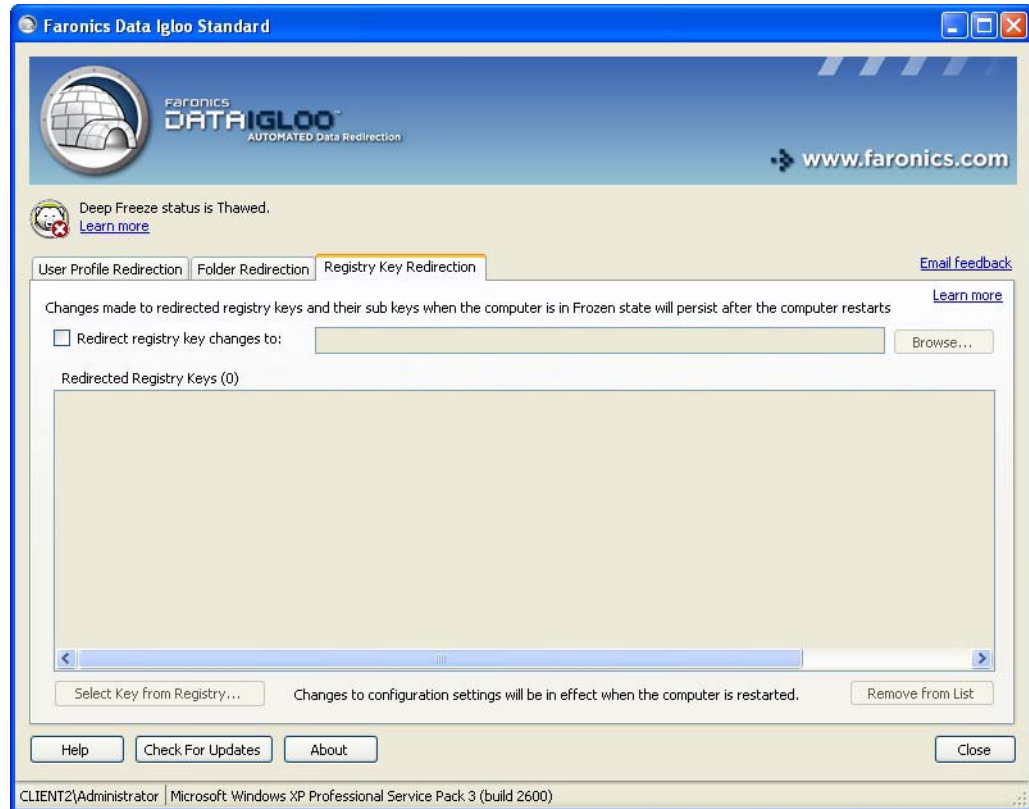 Faronics Data Igloo Standard
FARONICS
DATAIGLOO™
AUTOMATED Data Redirection
www.faronics.com
Deep Freeze status is Thawed.
Learn more
User Profile Redirection Folder Redirection Registry Key Redirection Email feedback
Learn more
Changes made to redirected registry keys and their sub keys when the computer is in Frozen state will persist after the computer restarts
Redirect registry key changes to: Browse...
Redirected Registry Keys (0)
Select Key from Registry... Changes to configuration settings will be in effect when the computer is restarted. Remove from List
Help Check For Updates About Close
CLIENT2\Administrator Microsoft Windows XP Professional Service Pack 3 (build 2600)